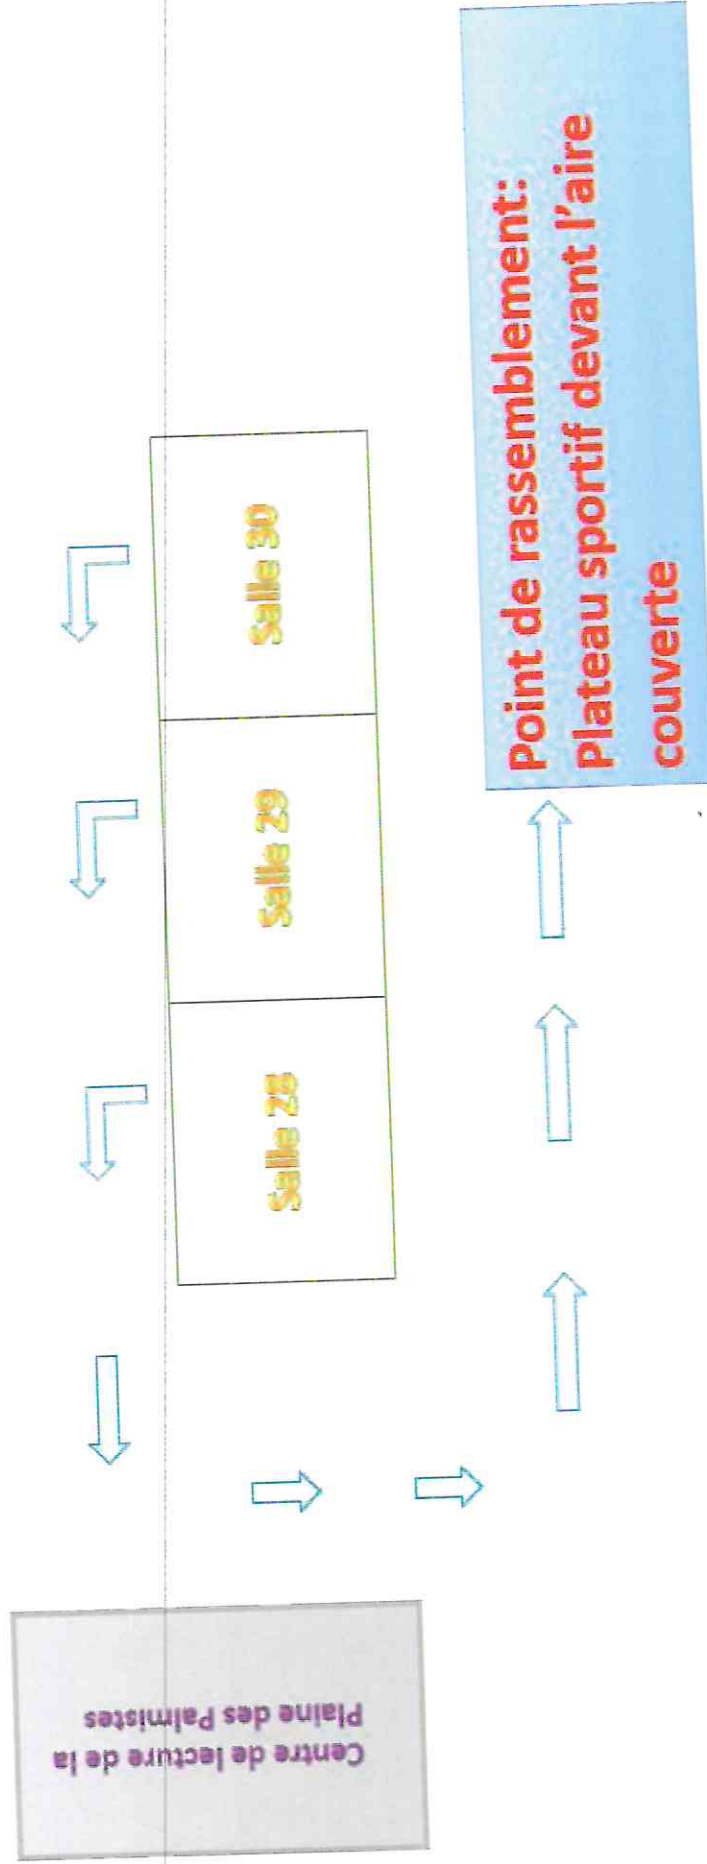 Centre de lecture de la
Plaine des Palmistes
Salle 28
Salle 29
Salle 30
Point de rassemblement:
Plateau sportif devant l'aire
couverte